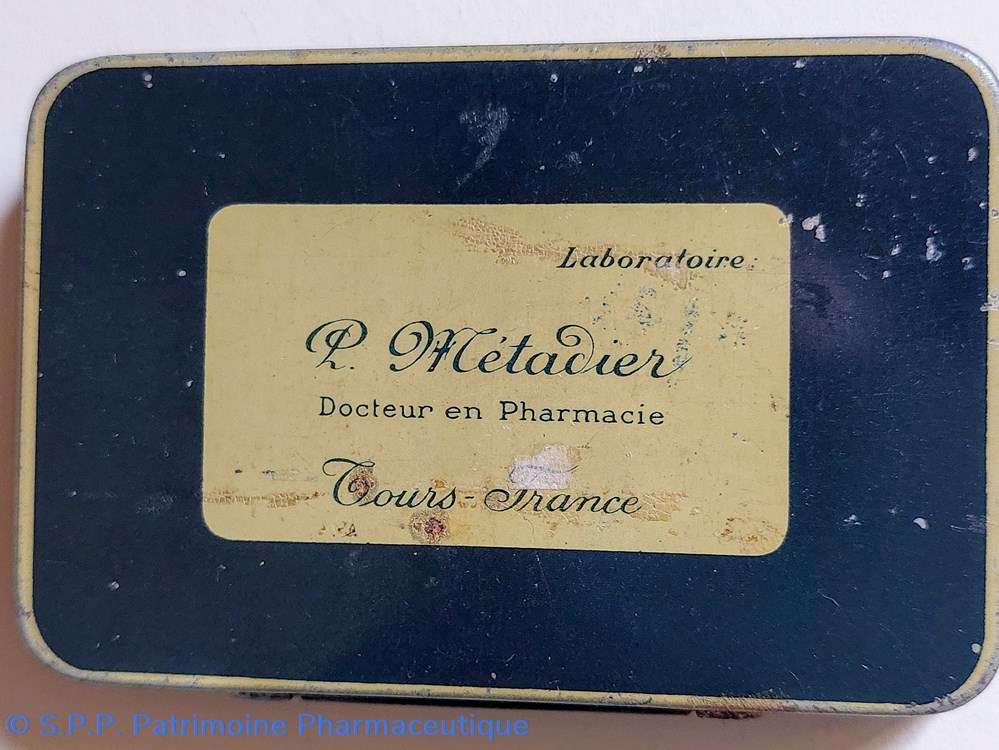 Laboratoire:
P. Métadier
Docteur en Pharmacie
Tours-France
© S.P.P. Patrimoine Pharmaceutique